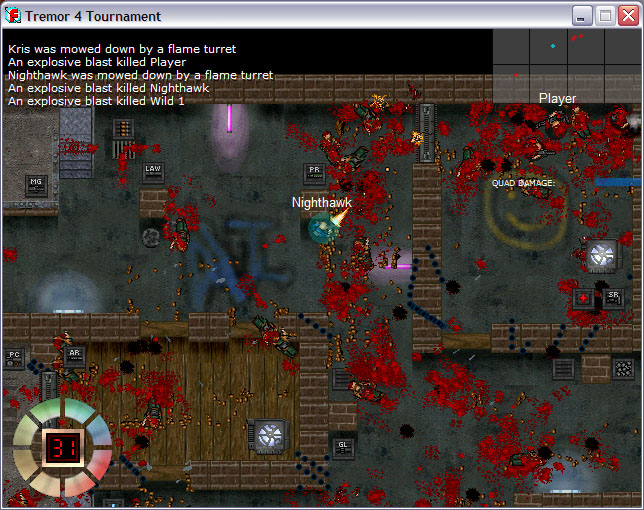 Tremor 4 Tournament
Kris was mowed down by a flame turret
An explosive blast killed Player
Nighthawk was mowed down by a flame turret
An explosive blast killed Nighthawk
An explosive blast killed Wild 1
Player
LAW
PR
MG
QUAD DAMAGE:
Nighthawk
SR
PC
AR
31
GL